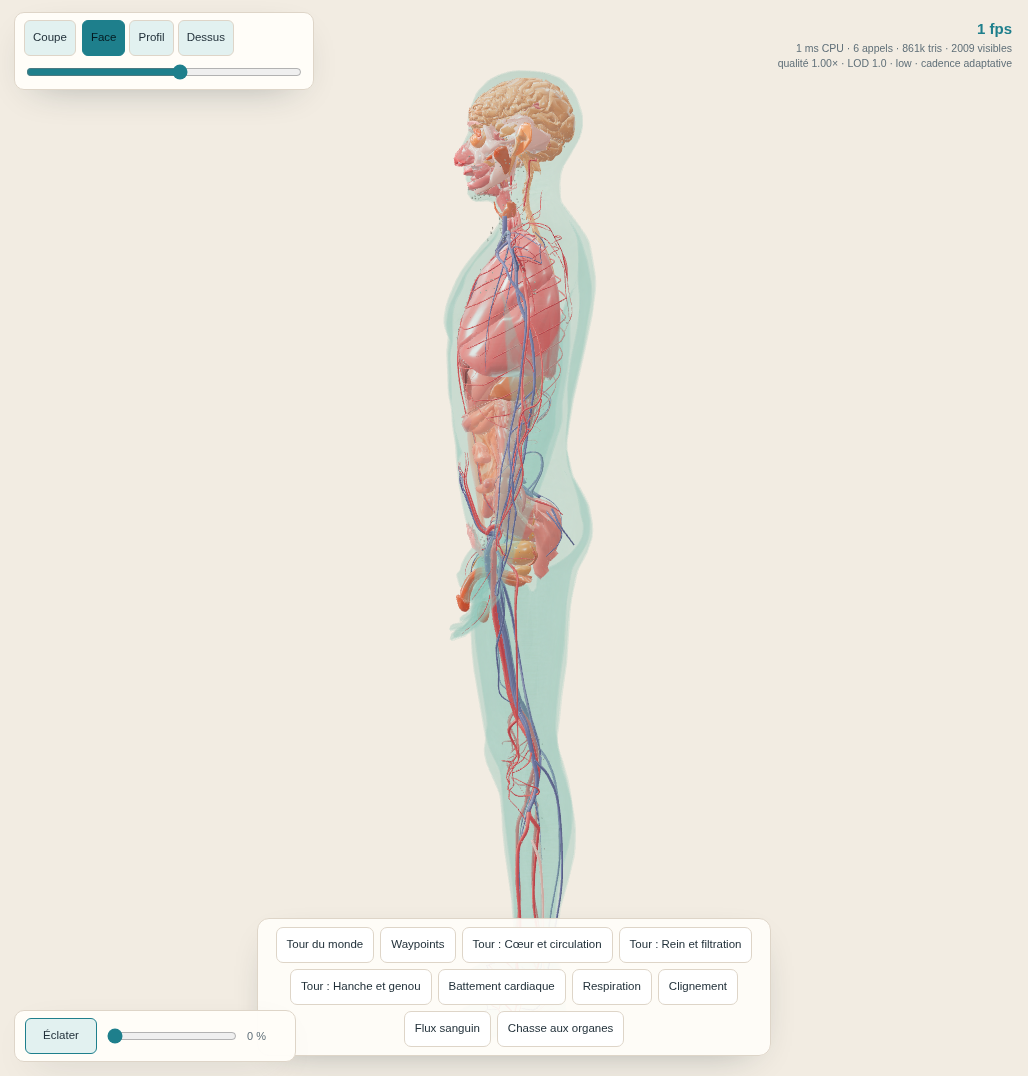 Coupe Face Profil Dessus
1 fps
1 ms CPU · 6 appels · 861k tris · 2009 visibles
qualité 1.00× · LOD 1.0 · low · cadence adaptative
Tour du monde Waypoints Tour : Cœur et circulation Tour : Rein et filtration
Tour : Hanche et genou Battement cardiaque Respiration Clignement
Flux sanguin Chasse aux organes
Éclater 0 %